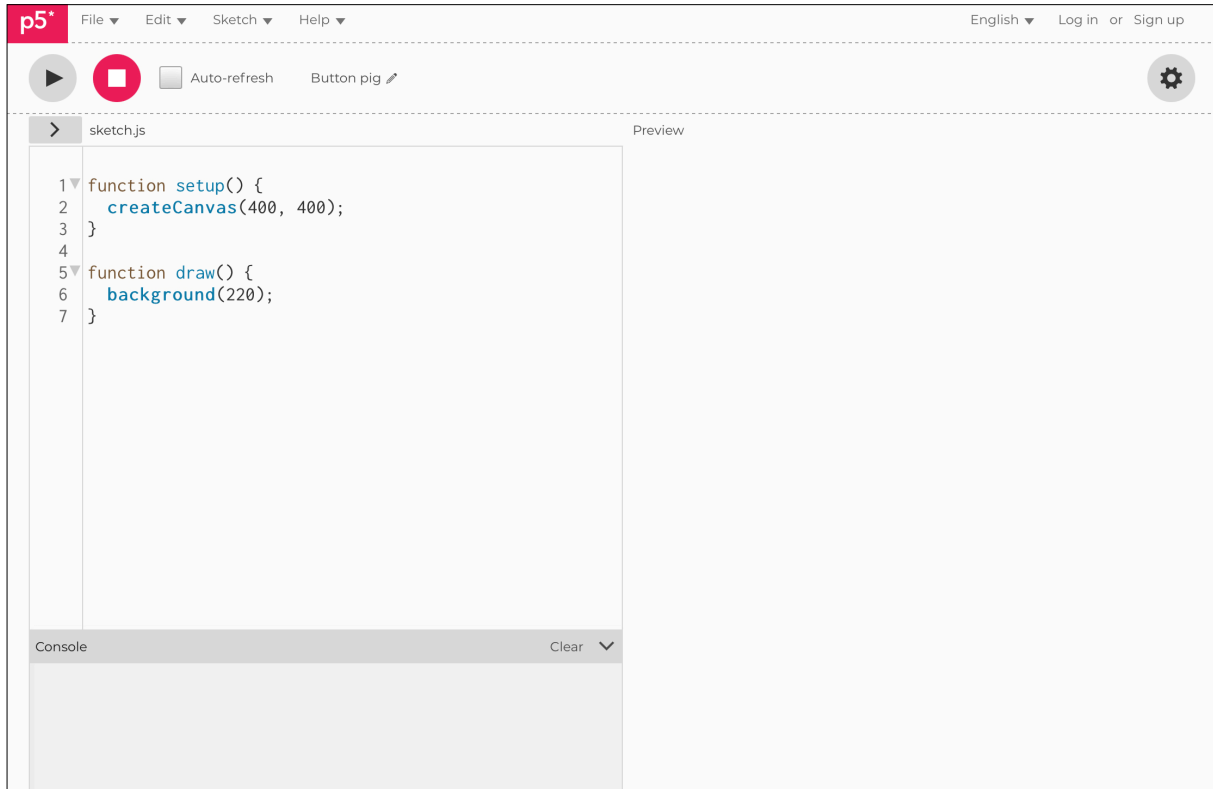 p5* File Edit Sketch Help English Log in or Sign up
Auto-refresh Button pig
sketch.js Preview
1 function setup() {
2   createCanvas(400, 400);
3 }
4
5 function draw() {
6   background(220);
7 }
Console Clear